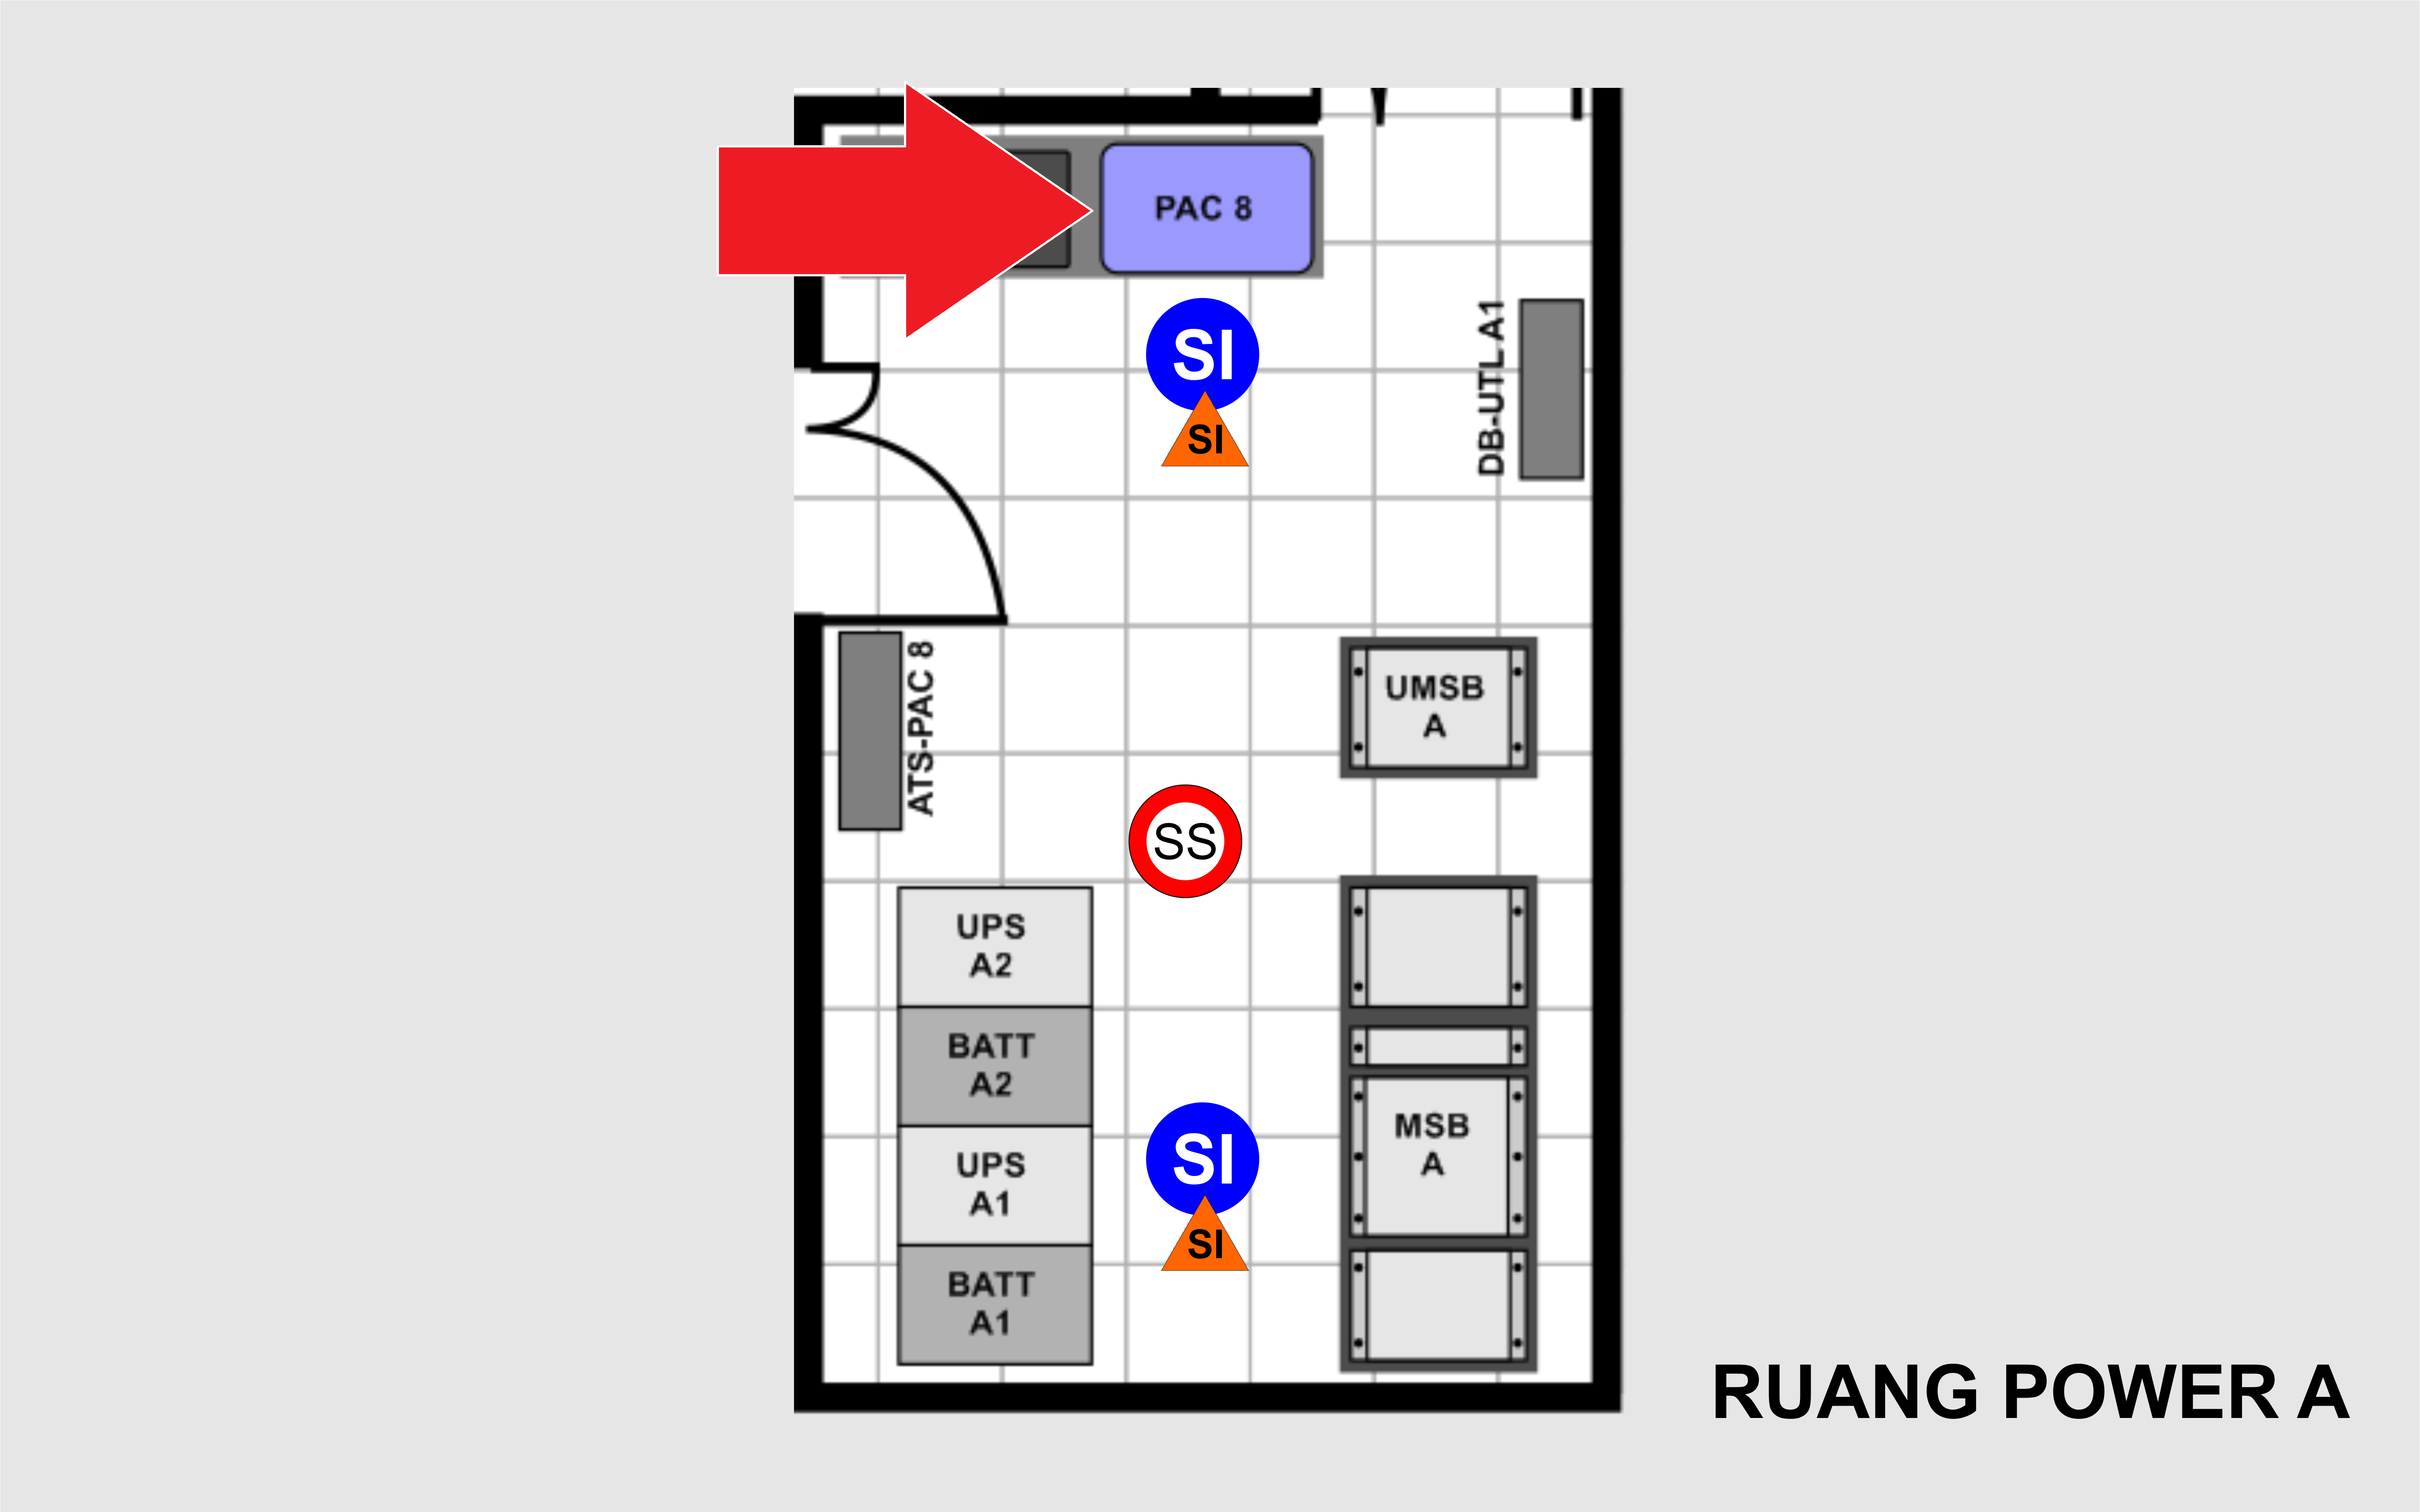 PAC 8
SI
SI
DB-UTL A1
ATS-PAC 8
UMSB
A
SS
UPS
A2
BATT
A2
UPS
A1
BATT
A1
SI
SI
MSB
A
RUANG POWER A